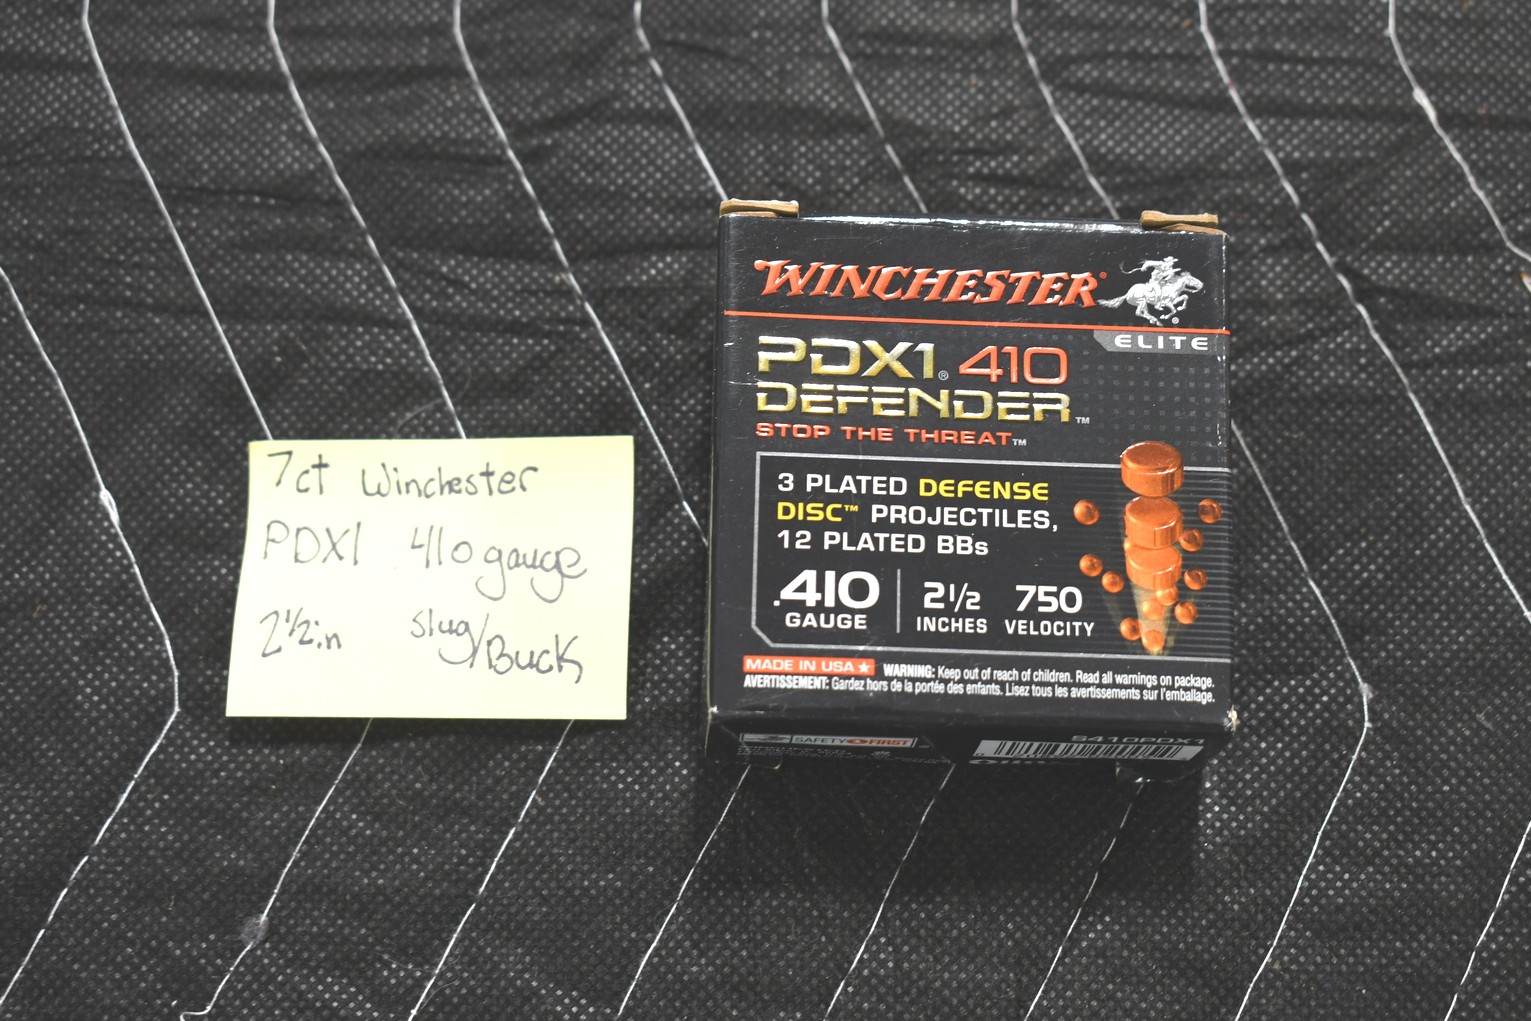 7ct Winchester
PDX1 410 gauge
2½in slug/Buck
WINCHESTER®
ELITE
PDX1® 410
DEFENDER™
STOP THE THREAT™
3 PLATED DEFENSE
DISC™ PROJECTILES,
12 PLATED BBs
.410
GAUGE
2½
INCHES
750
VELOCITY
MADE IN USA ★ WARNING: Keep out of reach of children. Read all warnings on package.
AVERTISSEMENT: Gardez hors de la portée des enfants. Lisez tous les avertissements sur l'emballage.
SAFETY FIRST
S410PDX1